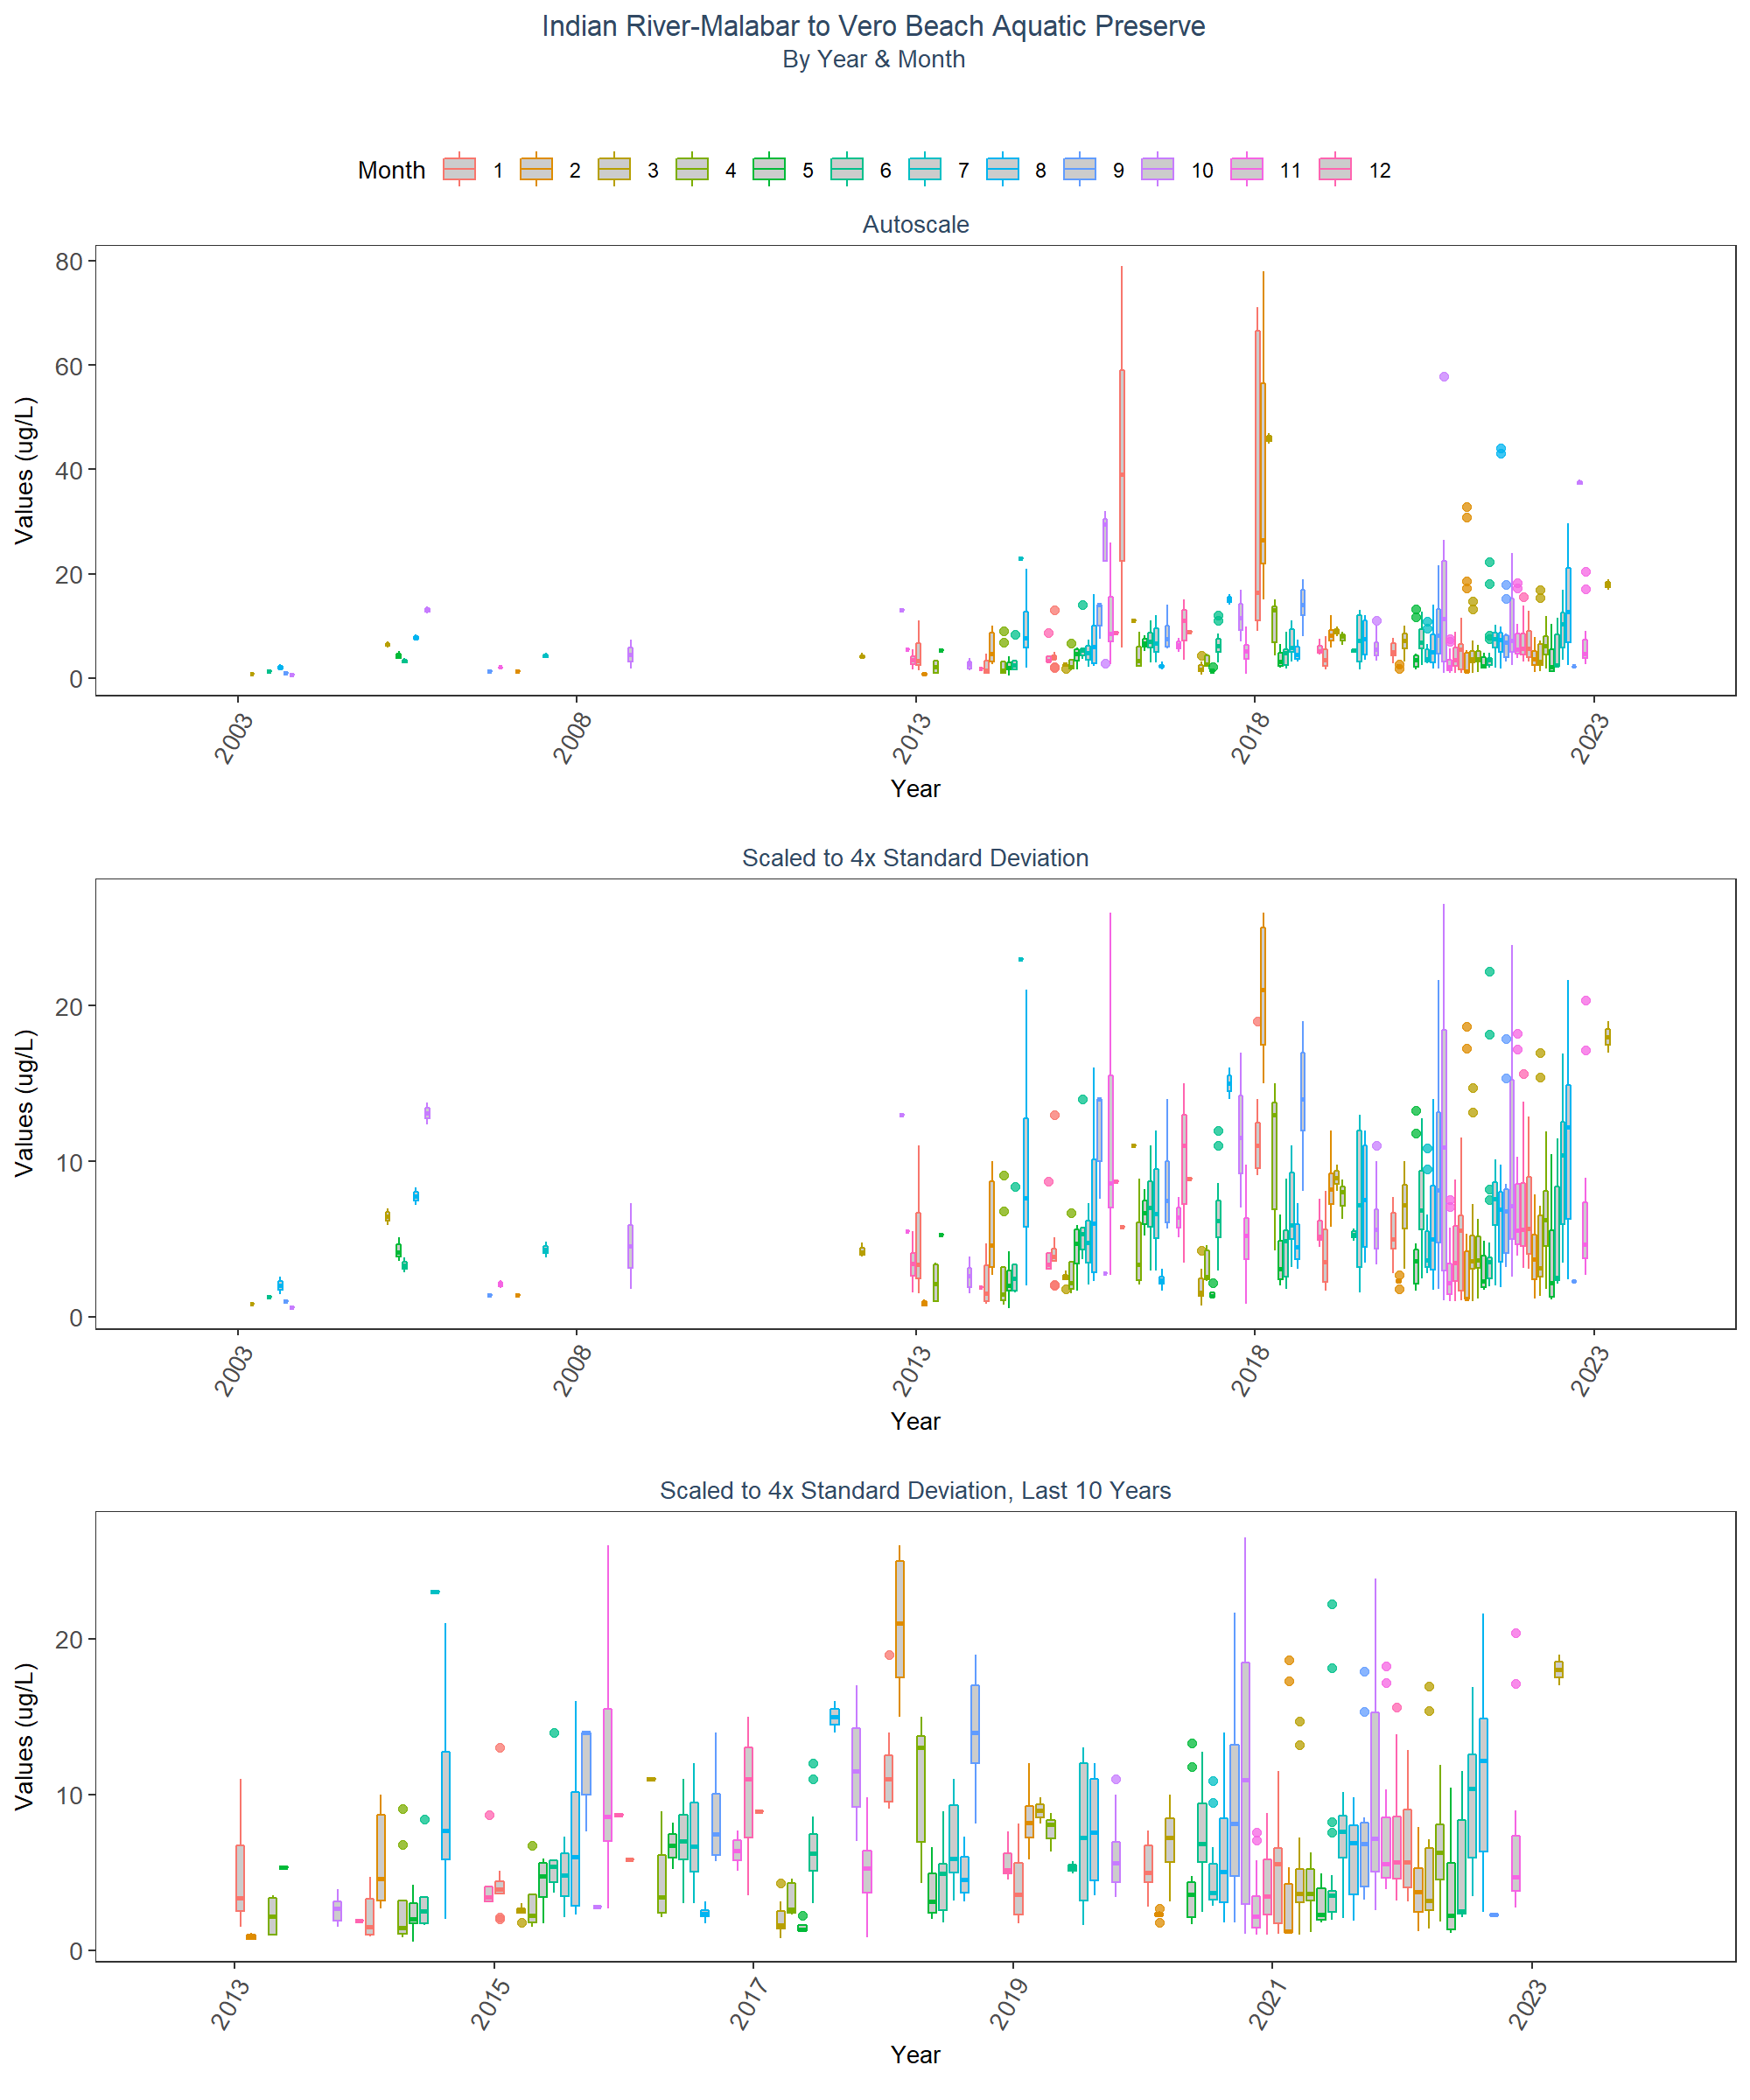 Indian River-Malabar to Vero Beach Aquatic Preserve
By Year & Month
Month 1 2 3 4 5 6 7 8 9 10 11 12
Autoscale
Values (ug/L)
80
60
40
20
0
2003 2008 2013 2018 2023
Year
Scaled to 4x Standard Deviation
Values (ug/L)
20
10
0
2003 2008 2013 2018 2023
Year
Scaled to 4x Standard Deviation, Last 10 Years
Values (ug/L)
20
10
0
2013 2015 2017 2019 2021 2023
Year